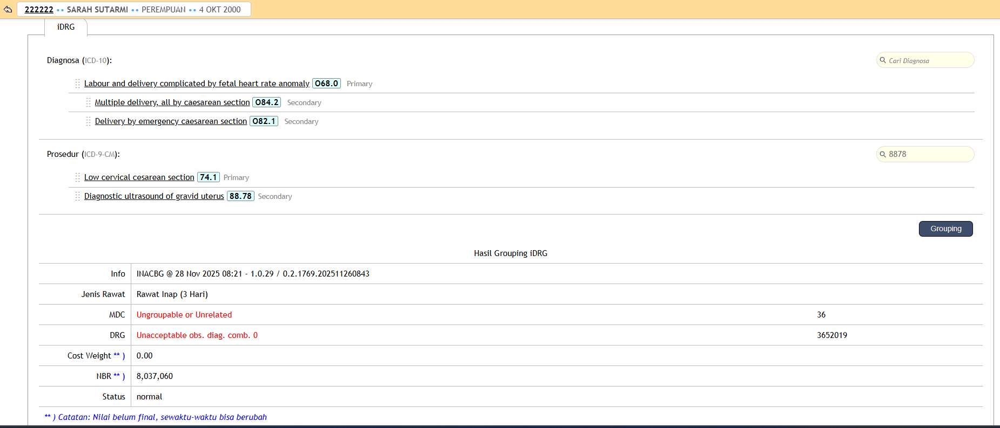 222222 •• SARAH SUTARMI •• PEREMPUAN •• 4 OKT 2000
iDRG
Diagnosa (ICD-10):
Cari Diagnosa
Labour and delivery complicated by fetal heart rate anomaly O68.0 Primary
Multiple delivery, all by caesarean section O84.2 Secondary
Delivery by emergency caesarean section O82.1 Secondary
Prosedur (ICD-9-CM):
8878
Low cervical cesarean section 74.1 Primary
Diagnostic ultrasound of gravid uterus 88.78 Secondary
Grouping
Hasil Grouping iDRG
Info INACBG @ 28 Nov 2025 08:21 - 1.0.29 / 0.2.1769.202511260843
Jenis Rawat Rawat Inap (3 Hari)
MDC Ungroupable or Unrelated 36
DRG Unacceptable obs. diag. comb. 0 3652019
Cost Weight ** ) 0.00
NBR ** ) 8,037,060
Status normal
** ) Catatan: Nilai belum final, sewaktu-waktu bisa berubah